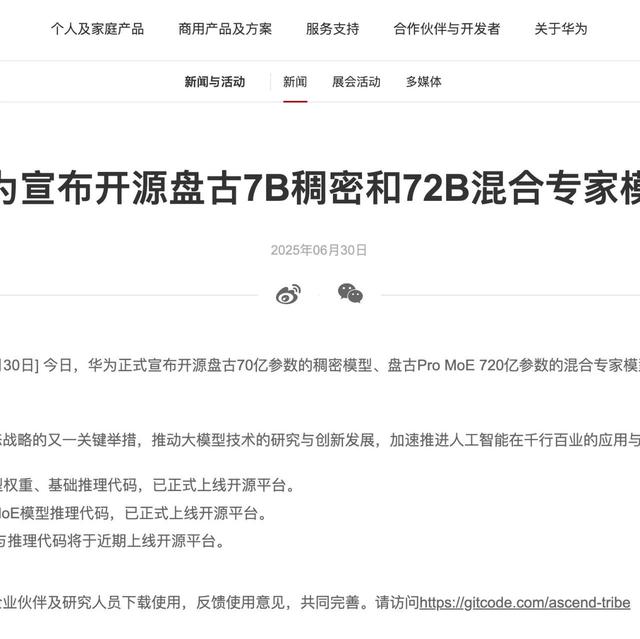 个人及家庭产品 商用产品及方案 服务支持 合作伙伴与开发者 关于华为
新闻与活动 新闻 展会活动 多媒体
为宣布开源盘古7B稠密和72B混合专家模
2025年06月30日
月30日] 今日，华为正式宣布开源盘古70亿参数的稠密模型、盘古Pro MoE 720亿参数的混合专家模
战略的又一关键举措，推动大模型技术的研究与创新发展，加速推进人工智能在千行百业的应用与
型权重、基础推理代码，已正式上线开源平台。
MoE模型推理代码，已正式上线开源平台。
与推理代码将于近期上线开源平台。
企业伙伴及研究人员下载使用，反馈使用意见，共同完善。请访问https://gitcode.com/ascend-tribe